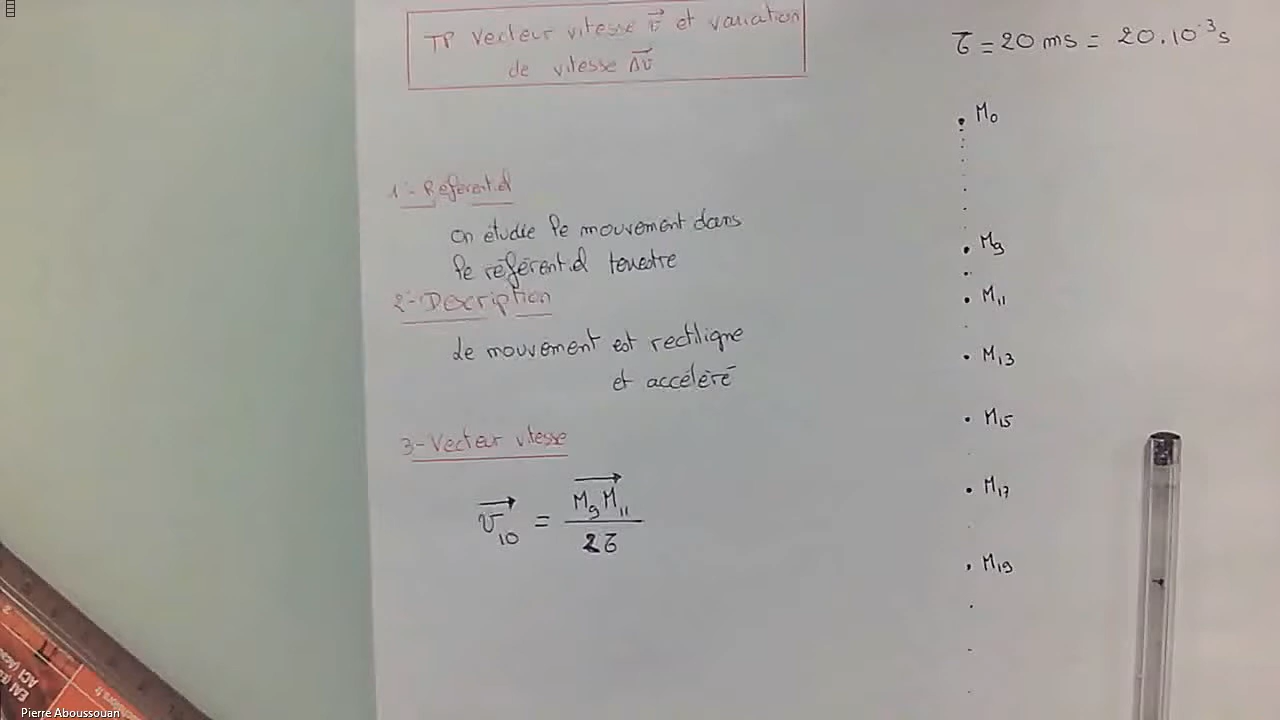 TP Vecteur vitesse v⃗ et variation
de vitesse Δv⃗
τ = 20 ms = 20.10⁻³s
1°- Référentiel
on étudie le mouvement dans
le référentiel terrestre
2°- Description
Le mouvement est rectiligne
et accéléré
3- Vecteur vitesse
v⃗₁₀ = M₉M₁₁ / 2τ
M₀
M₉
M₁₁
M₁₃
M₁₅
M₁₇
M₁₉
Pierre Aboussouan